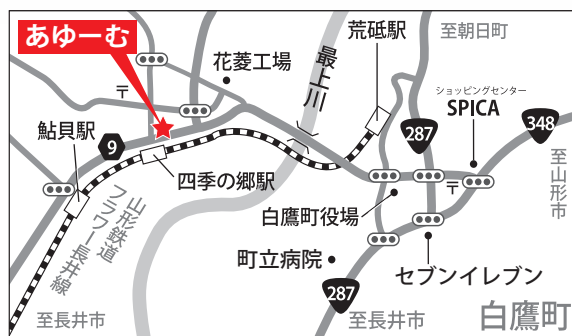 あゆーむ
花菱工場
最上川
荒砥駅
至朝日町
ショッピングセンター
SPICA
348
287
〒
鮎貝駅
9
四季の郷駅
山形鉄道
フラワー長井線
白鷹町役場
〒
至山形市
町立病院
セブンイレブン
287
至長井市
至長井市
白鷹町